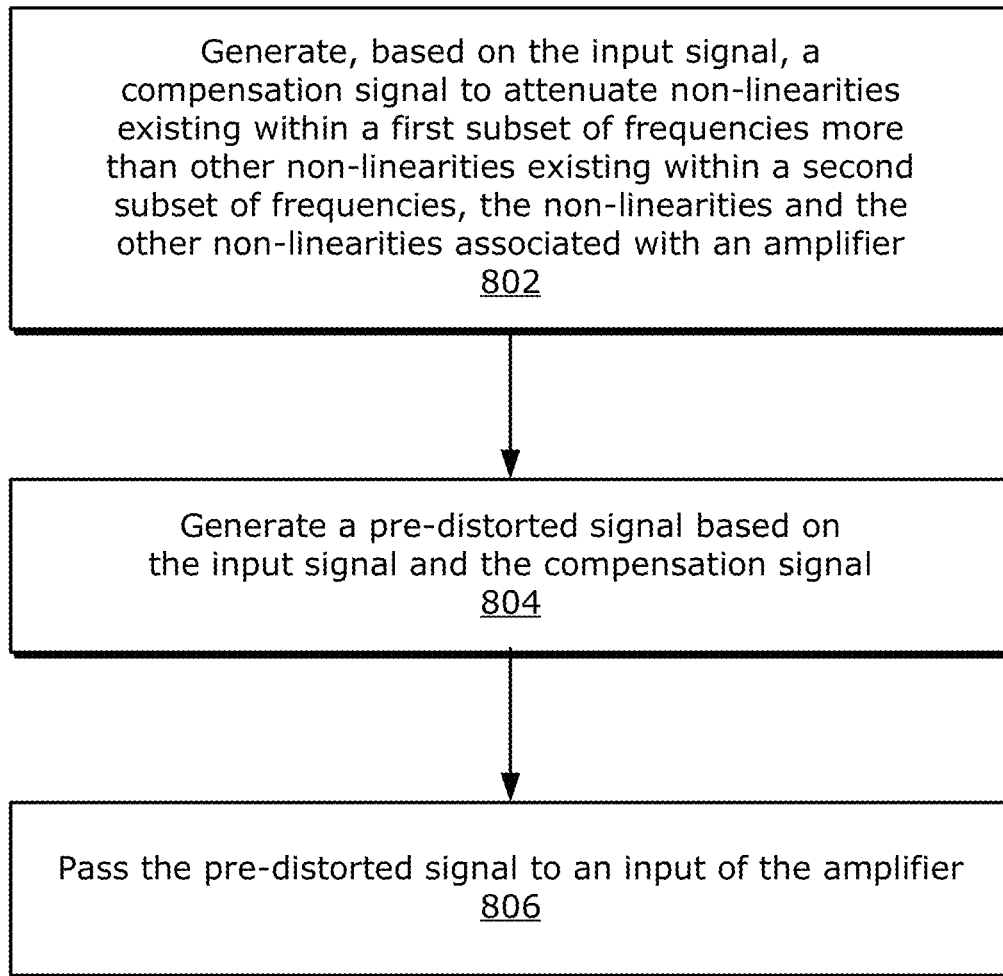 Generate, based on the input signal, a
compensation signal to attenuate non-linearities
existing within a first subset of frequencies more
than other non-linearities existing within a second
subset of frequencies, the non-linearities and the
other non-linearities associated with an amplifier
802
Generate a pre-distorted signal based on
the input signal and the compensation signal
804
Pass the pre-distorted signal to an input of the amplifier
806